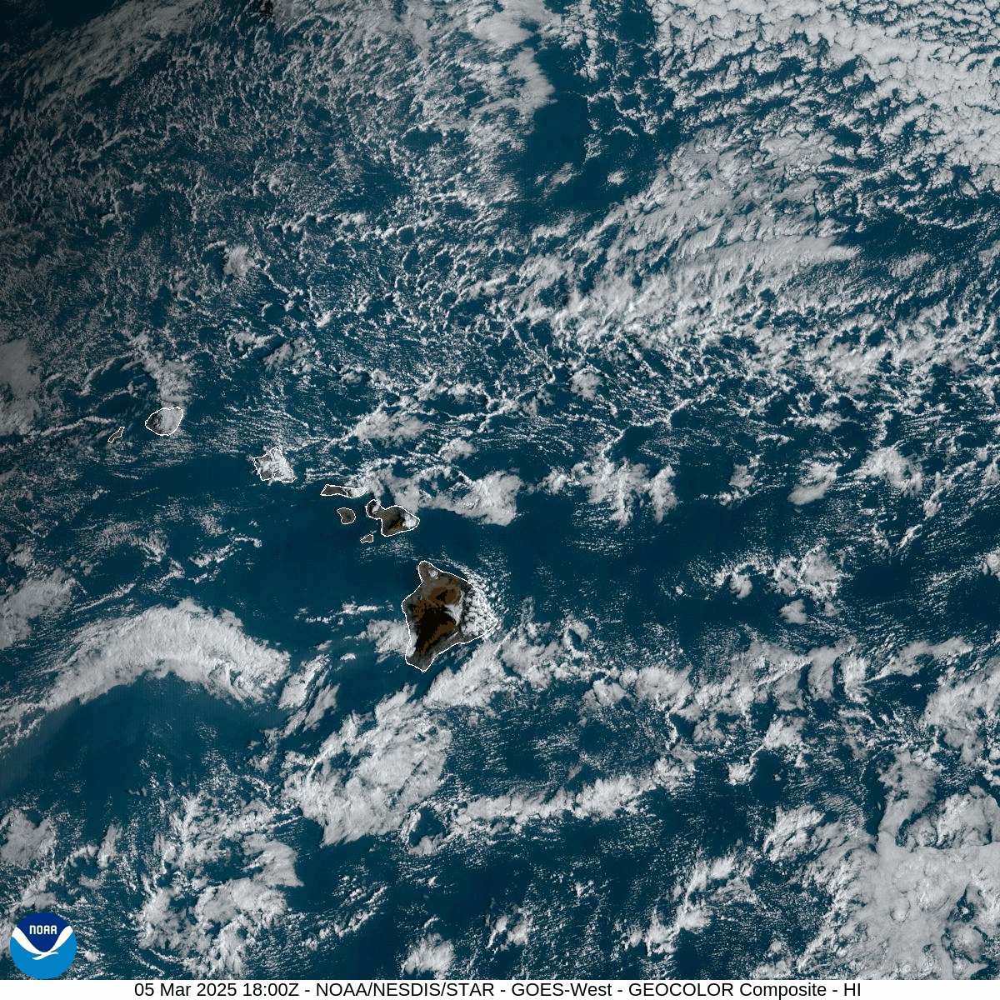 NOAA
05 Mar 2025 18:00Z - NOAA/NESDIS/STAR - GOES-West - GEOCOLOR Composite - HI